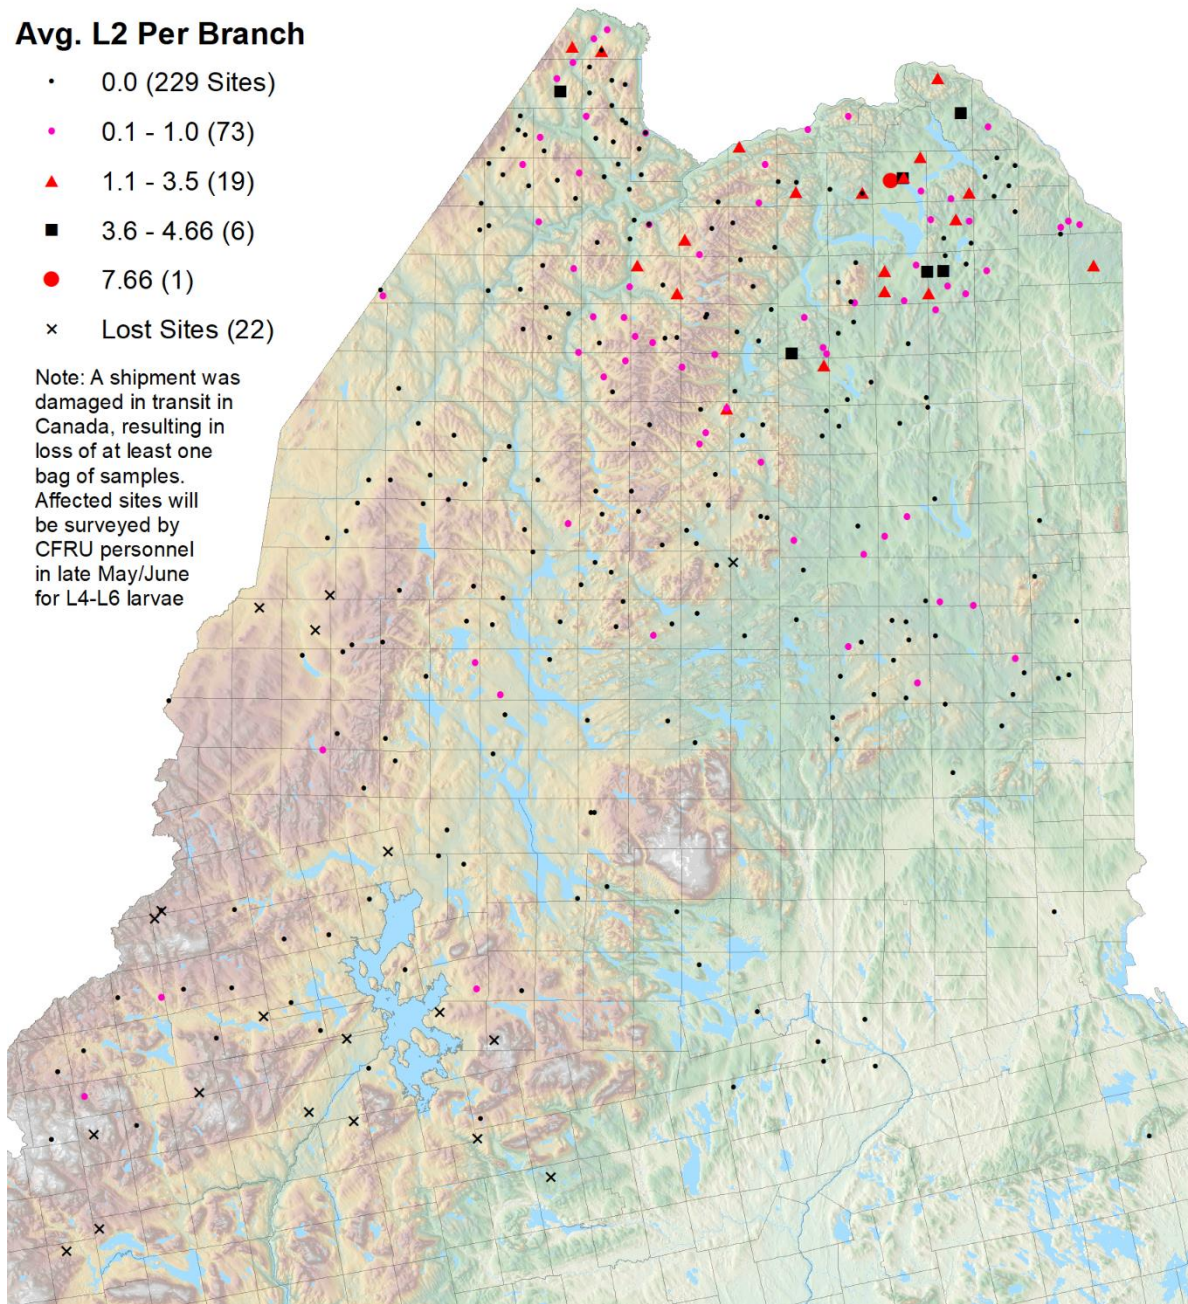 Avg. L2 Per Branch
0.0 (229 Sites)
0.1 - 1.0 (73)
1.1 - 3.5 (19)
3.6 - 4.66 (6)
7.66 (1)
Lost Sites (22)
Note: A shipment was
damaged in transit in
Canada, resulting in
loss of at least one
bag of samples.
Affected sites will
be surveyed by
CFRU personnel
in late May/June
for L4-L6 larvae